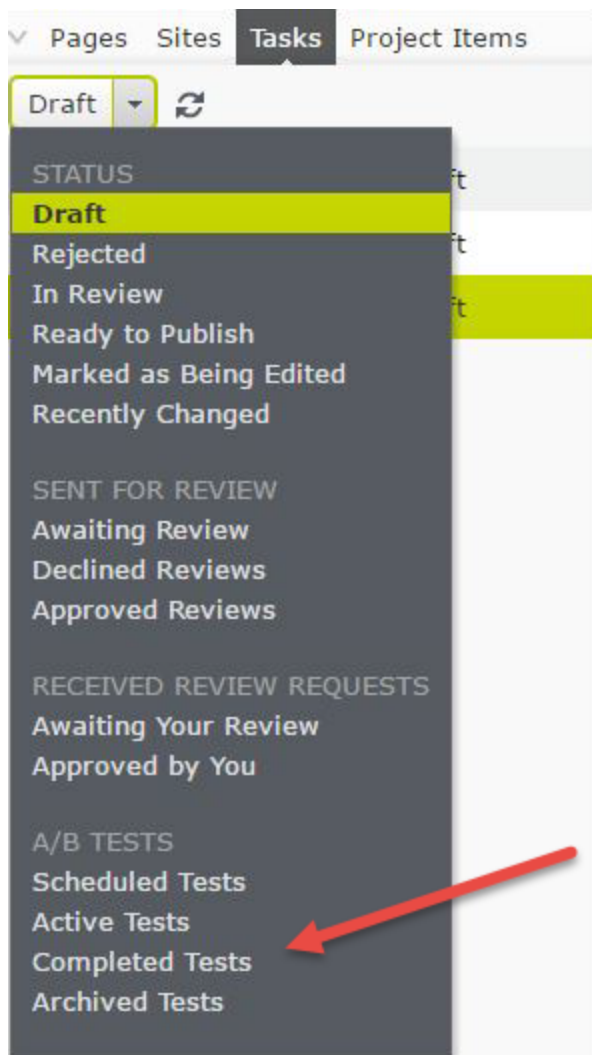 Pages Sites Tasks Project Items
Draft
STATUS
Draft
Rejected
In Review
Ready to Publish
Marked as Being Edited
Recently Changed
SENT FOR REVIEW
Awaiting Review
Declined Reviews
Approved Reviews
RECEIVED REVIEW REQUESTS
Awaiting Your Review
Approved by You
A/B TESTS
Scheduled Tests
Active Tests
Completed Tests
Archived Tests